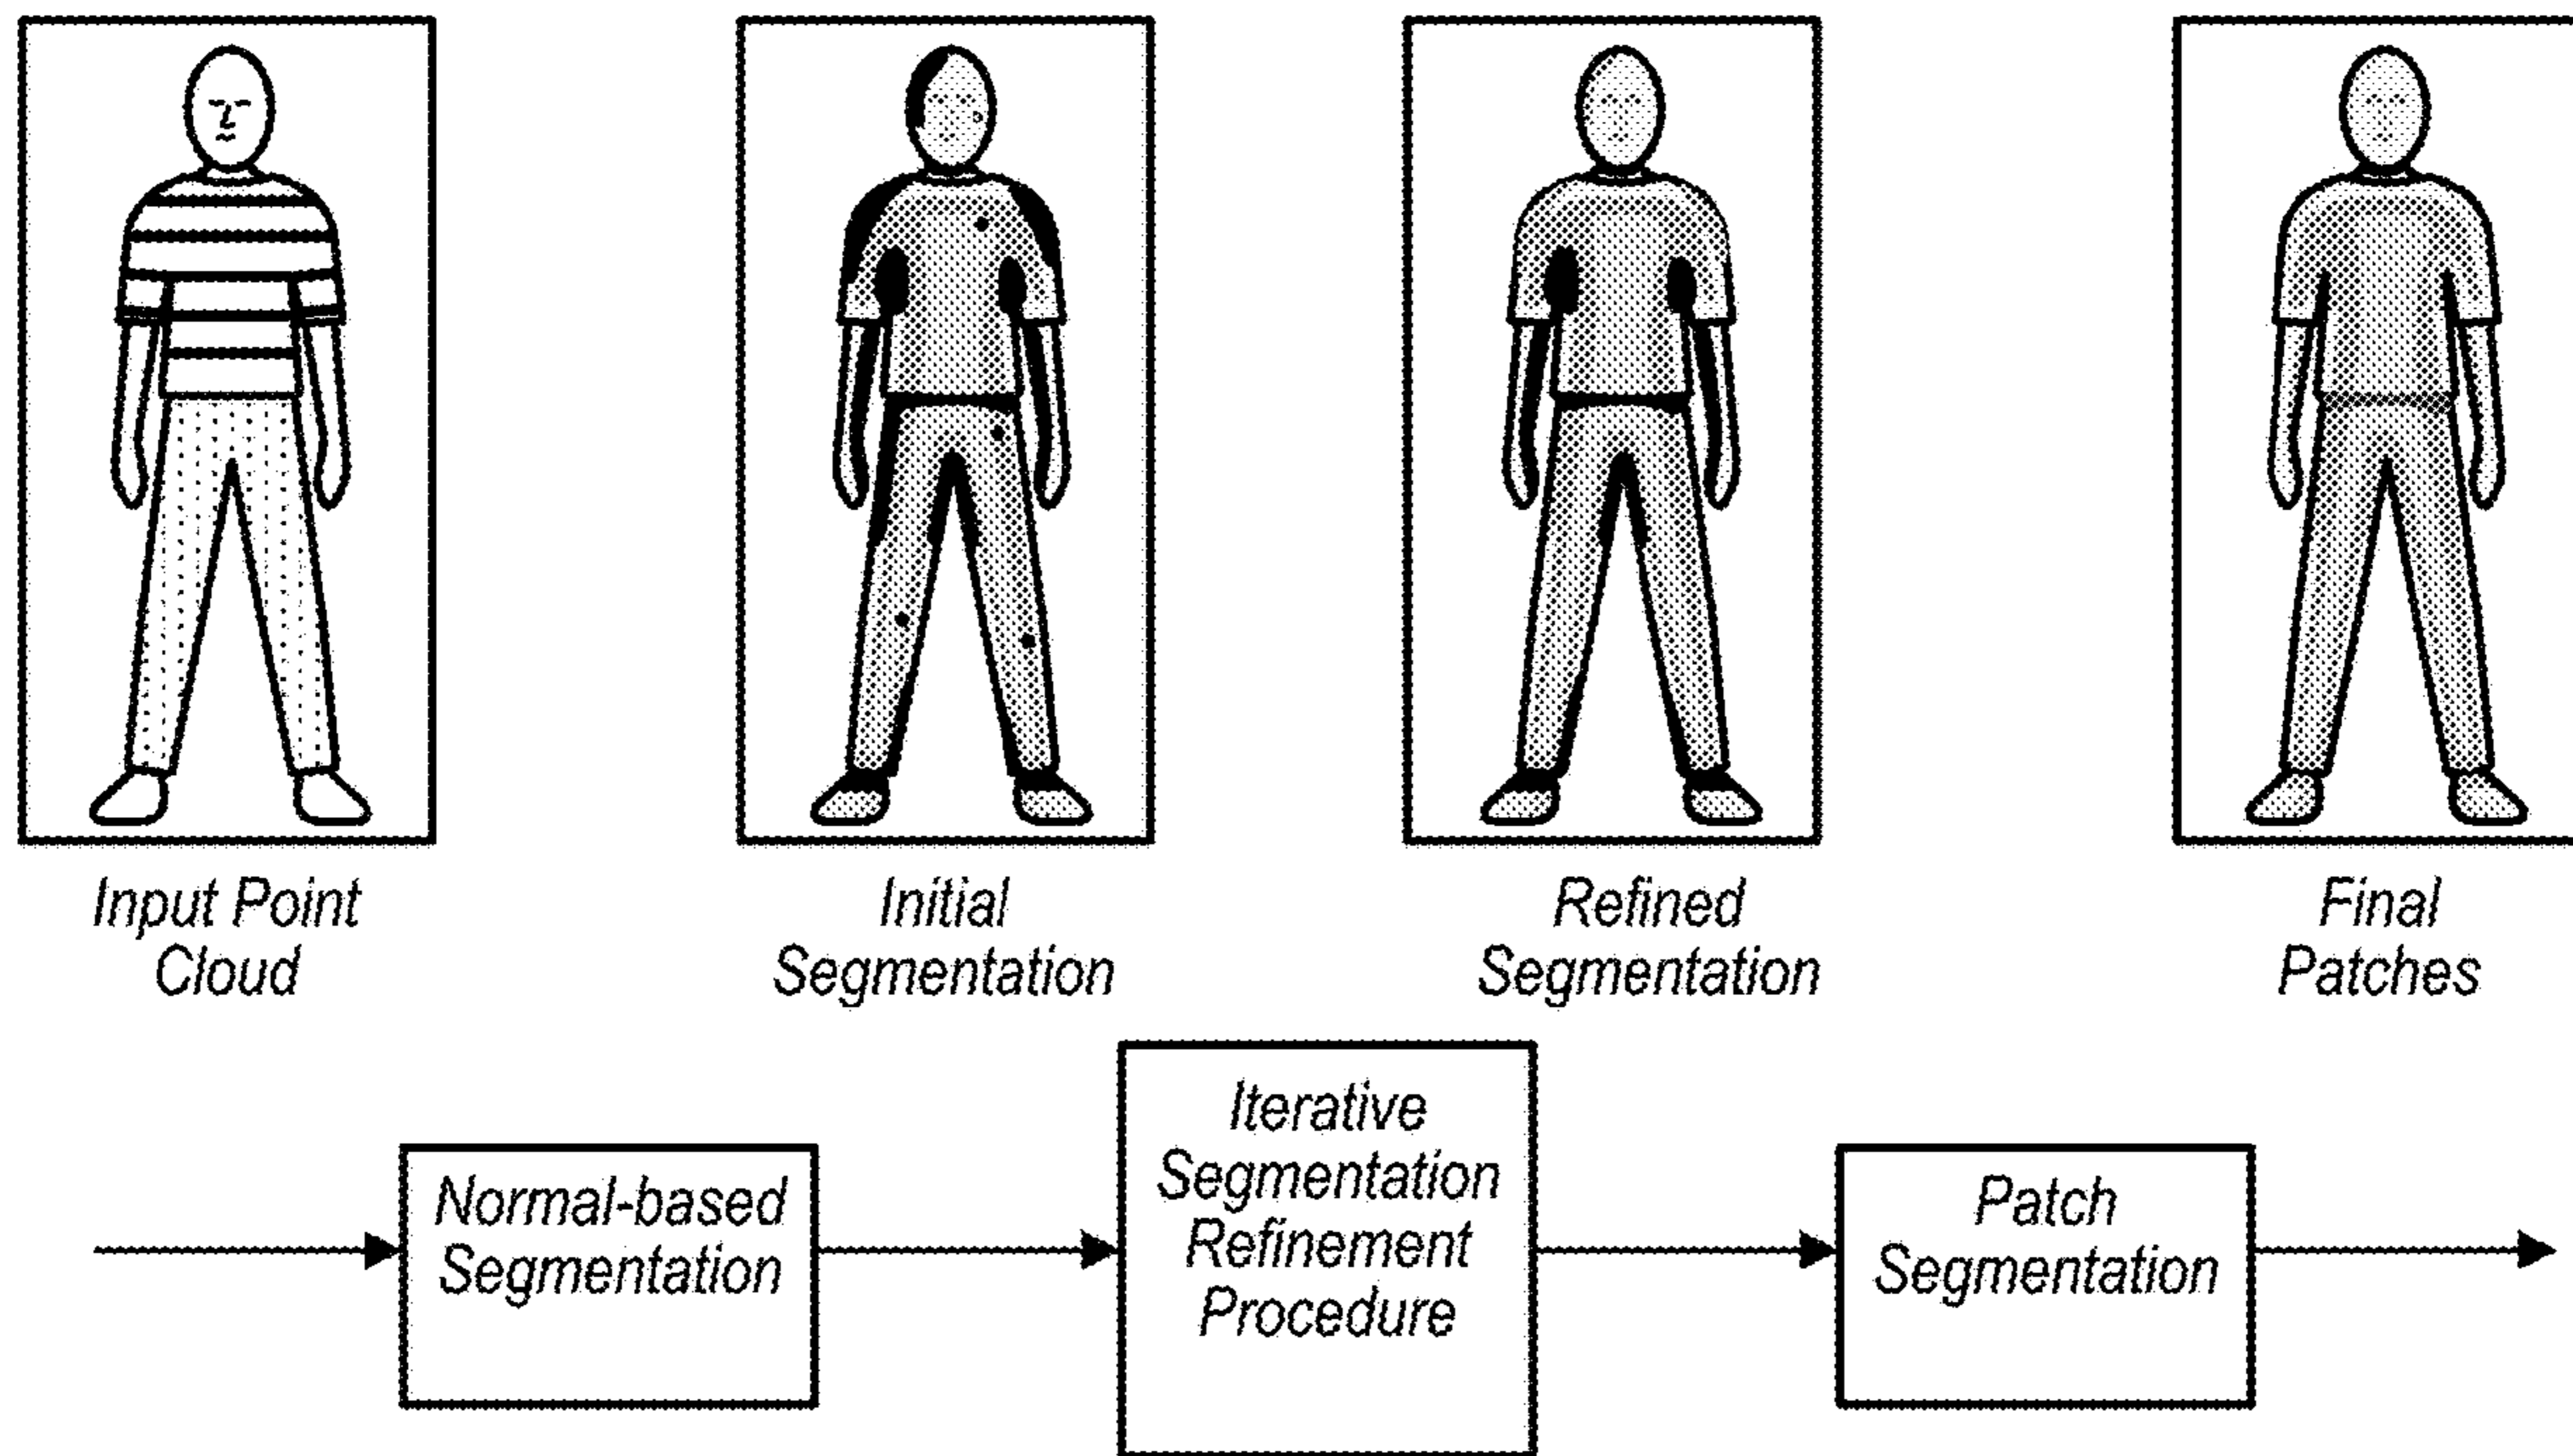 Input Point
Cloud
Initial
Segmentation
Refined
Segmentation
Final
Patches
Normal-based
Segmentation
Iterative
Segmentation
Refinement
Procedure
Patch
Segmentation